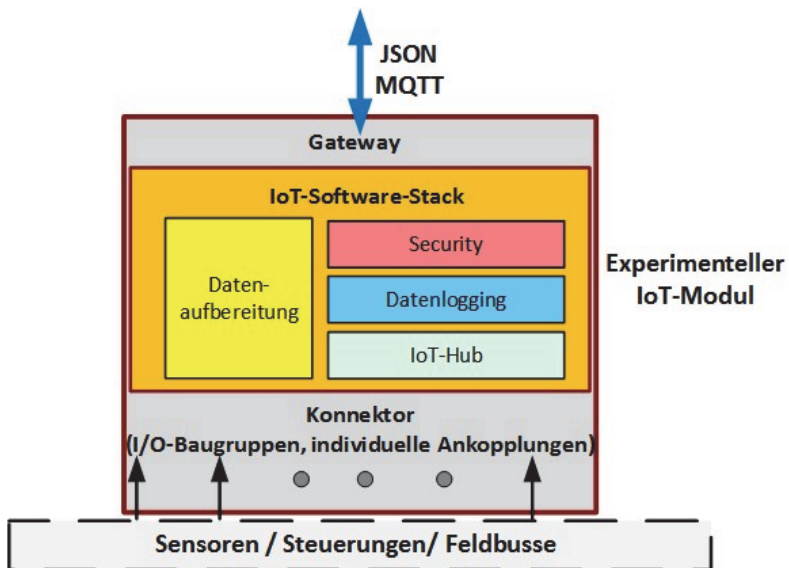 JSON
MQTT
Gateway
IoT-Software-Stack
Daten-
aufbereitung
Security
Datenlogging
IoT-Hub
Experimenteller
IoT-Modul
Konnektor
(I/O-Baugruppen, individuelle Ankopplungen)
Sensoren / Steuerungen/ Feldbusse